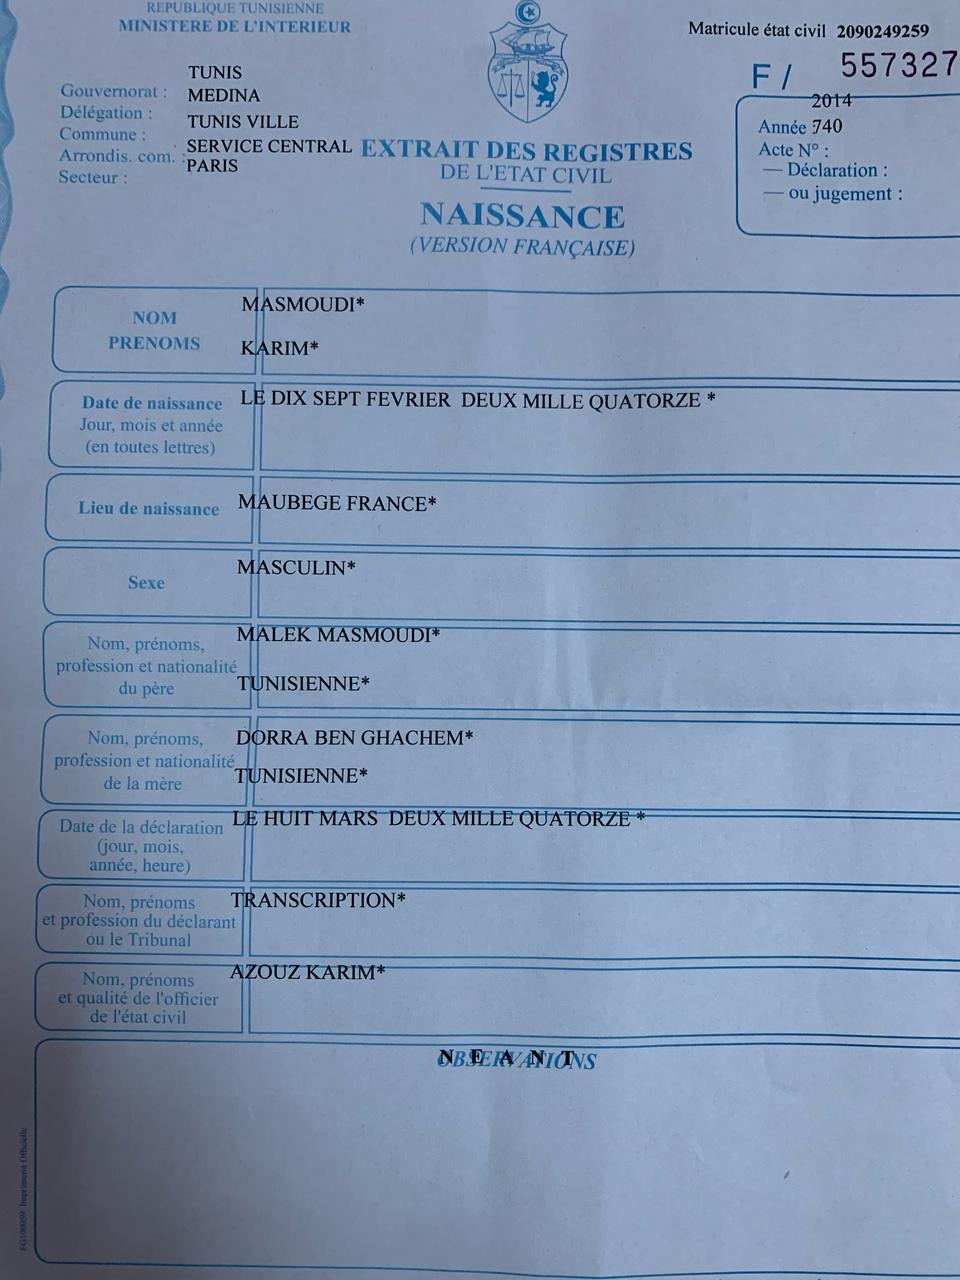 REPUBLIQUE TUNISIENNE
MINISTERE DE L'INTERIEUR
Matricule état civil 2090249259
F / 557327
Gouvernorat : TUNIS
Délégation : MEDINA
Commune : TUNIS VILLE
Arrondis. com. : SERVICE CENTRAL
Secteur : PARIS
2014
Année : 740
Acte N° :
— Déclaration :
— ou jugement :
EXTRAIT DES REGISTRES
DE L'ETAT CIVIL
NAISSANCE
(VERSION FRANÇAISE)
NOM MASMOUDI*
PRENOMS KARIM*
Date de naissance LE DIX SEPT FEVRIER DEUX MILLE QUATORZE *
Jour, mois et année
(en toutes lettres)
Lieu de naissance MAUBEGE FRANCE*
Sexe MASCULIN*
Nom, prénoms, MALEK MASMOUDI*
profession et nationalité
du père TUNISIENNE*
Nom, prénoms, DORRA BEN GHACHEM*
profession et nationalité
de la mère TUNISIENNE*
Date de la déclaration LE HUIT MARS DEUX MILLE QUATORZE *
(jour, mois,
année, heure)
Nom, prénoms TRANSCRIPTION*
et profession du déclarant
ou le Tribunal
Nom, prénoms AZOUZ KARIM*
et qualité de l'officier
de l'état civil
OBSERVATIONS
N E A N T
FG100059 Imprimerie Officielle